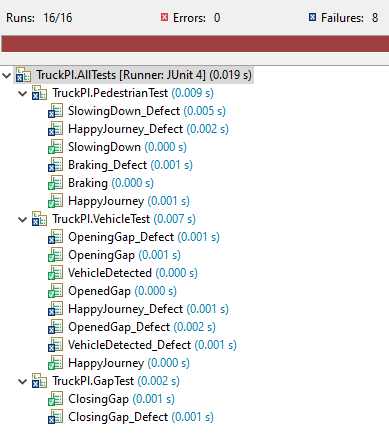 Runs: 16/16 Errors: 0 Failures: 8
TruckPI.AllTests [Runner: JUnit 4] (0.019 s)
TruckPI.PedestrianTest (0.009 s)
SlowingDown_Defect (0.005 s)
HappyJourney_Defect (0.002 s)
SlowingDown (0.000 s)
Braking_Defect (0.001 s)
Braking (0.000 s)
HappyJourney (0.001 s)
TruckPI.VehicleTest (0.007 s)
OpeningGap_Defect (0.001 s)
OpeningGap (0.001 s)
VehicleDetected (0.000 s)
OpenedGap (0.000 s)
HappyJourney_Defect (0.001 s)
OpenedGap_Defect (0.002 s)
VehicleDetected_Defect (0.001 s)
HappyJourney (0.000 s)
TruckPI.GapTest (0.002 s)
ClosingGap (0.001 s)
ClosingGap_Defect (0.001 s)